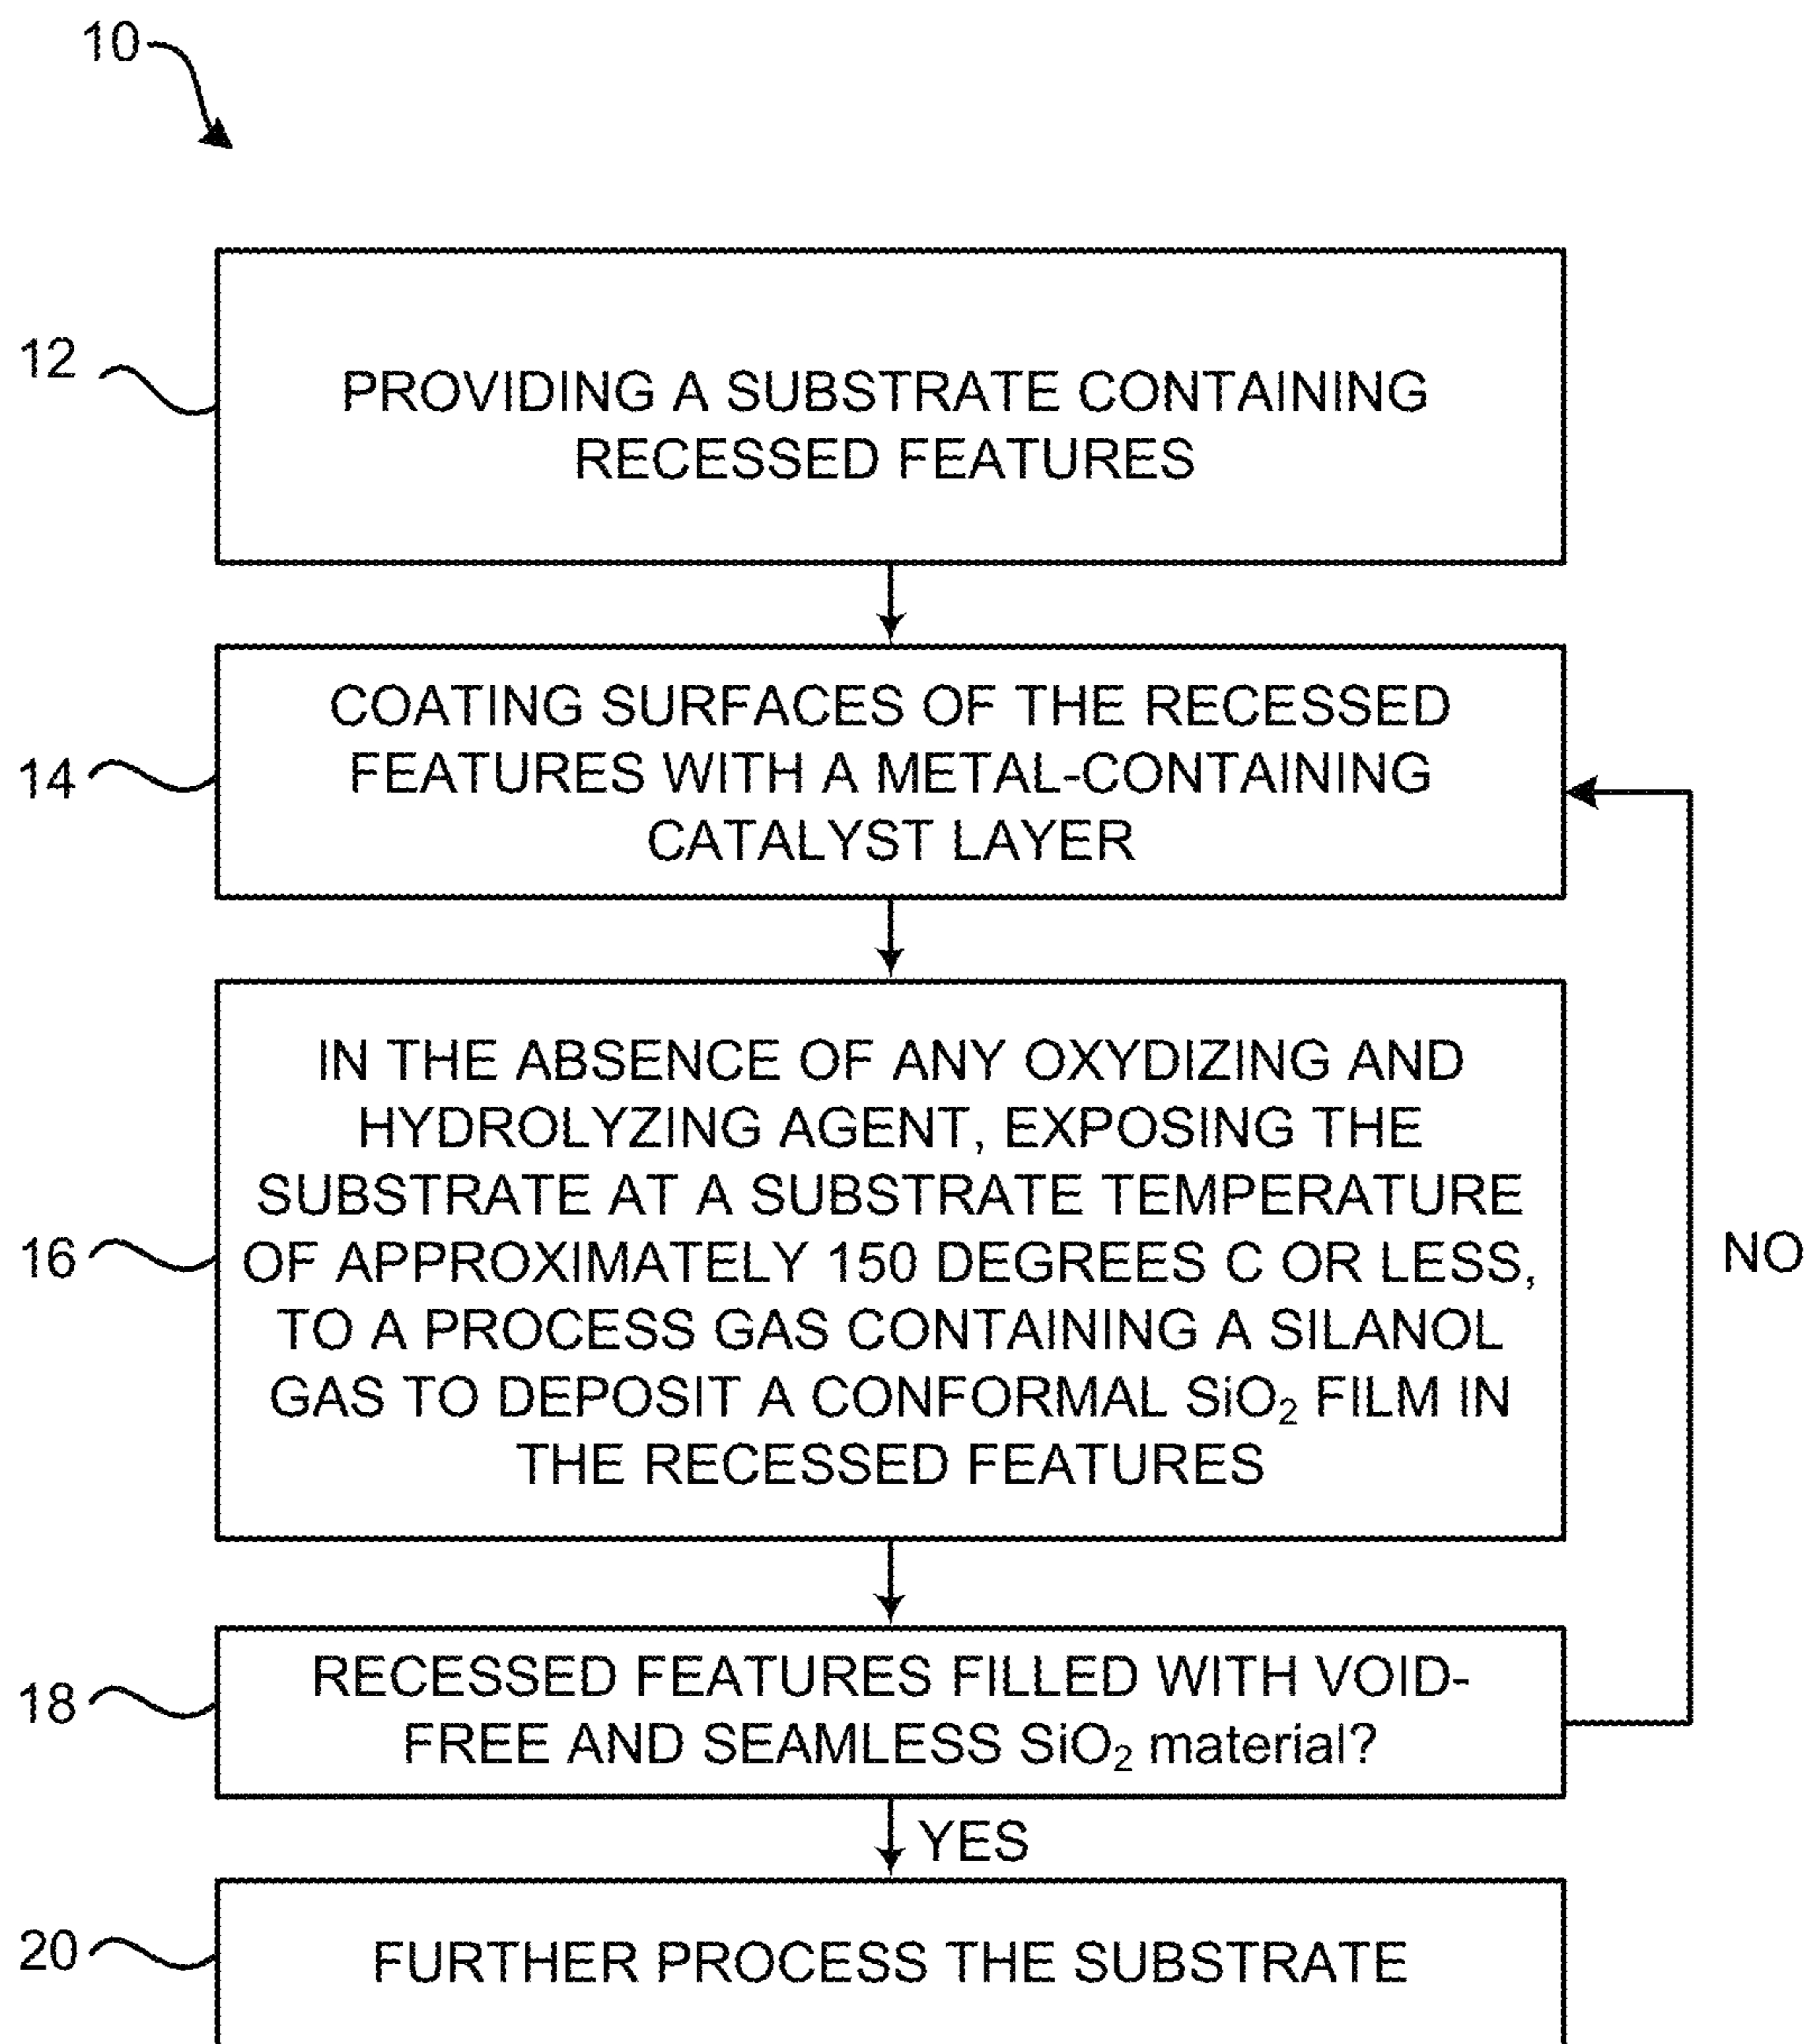 10
12
PROVIDING A SUBSTRATE CONTAINING
RECESSED FEATURES
14
COATING SURFACES OF THE RECESSED
FEATURES WITH A METAL-CONTAINING
CATALYST LAYER
16
IN THE ABSENCE OF ANY OXYDIZING AND
HYDROLYZING AGENT, EXPOSING THE
SUBSTRATE AT A SUBSTRATE TEMPERATURE
OF APPROXIMATELY 150 DEGREES C OR LESS,
TO A PROCESS GAS CONTAINING A SILANOL
GAS TO DEPOSIT A CONFORMAL SiO₂ FILM IN
THE RECESSED FEATURES
NO
18
RECESSED FEATURES FILLED WITH VOID-
FREE AND SEAMLESS SiO₂ material?
YES
20
FURTHER PROCESS THE SUBSTRATE